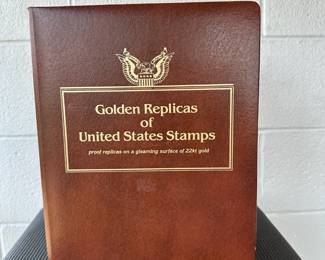 Golden Replicas
of
United States Stamps
proof replicas on a gleaming surface of 22kt gold